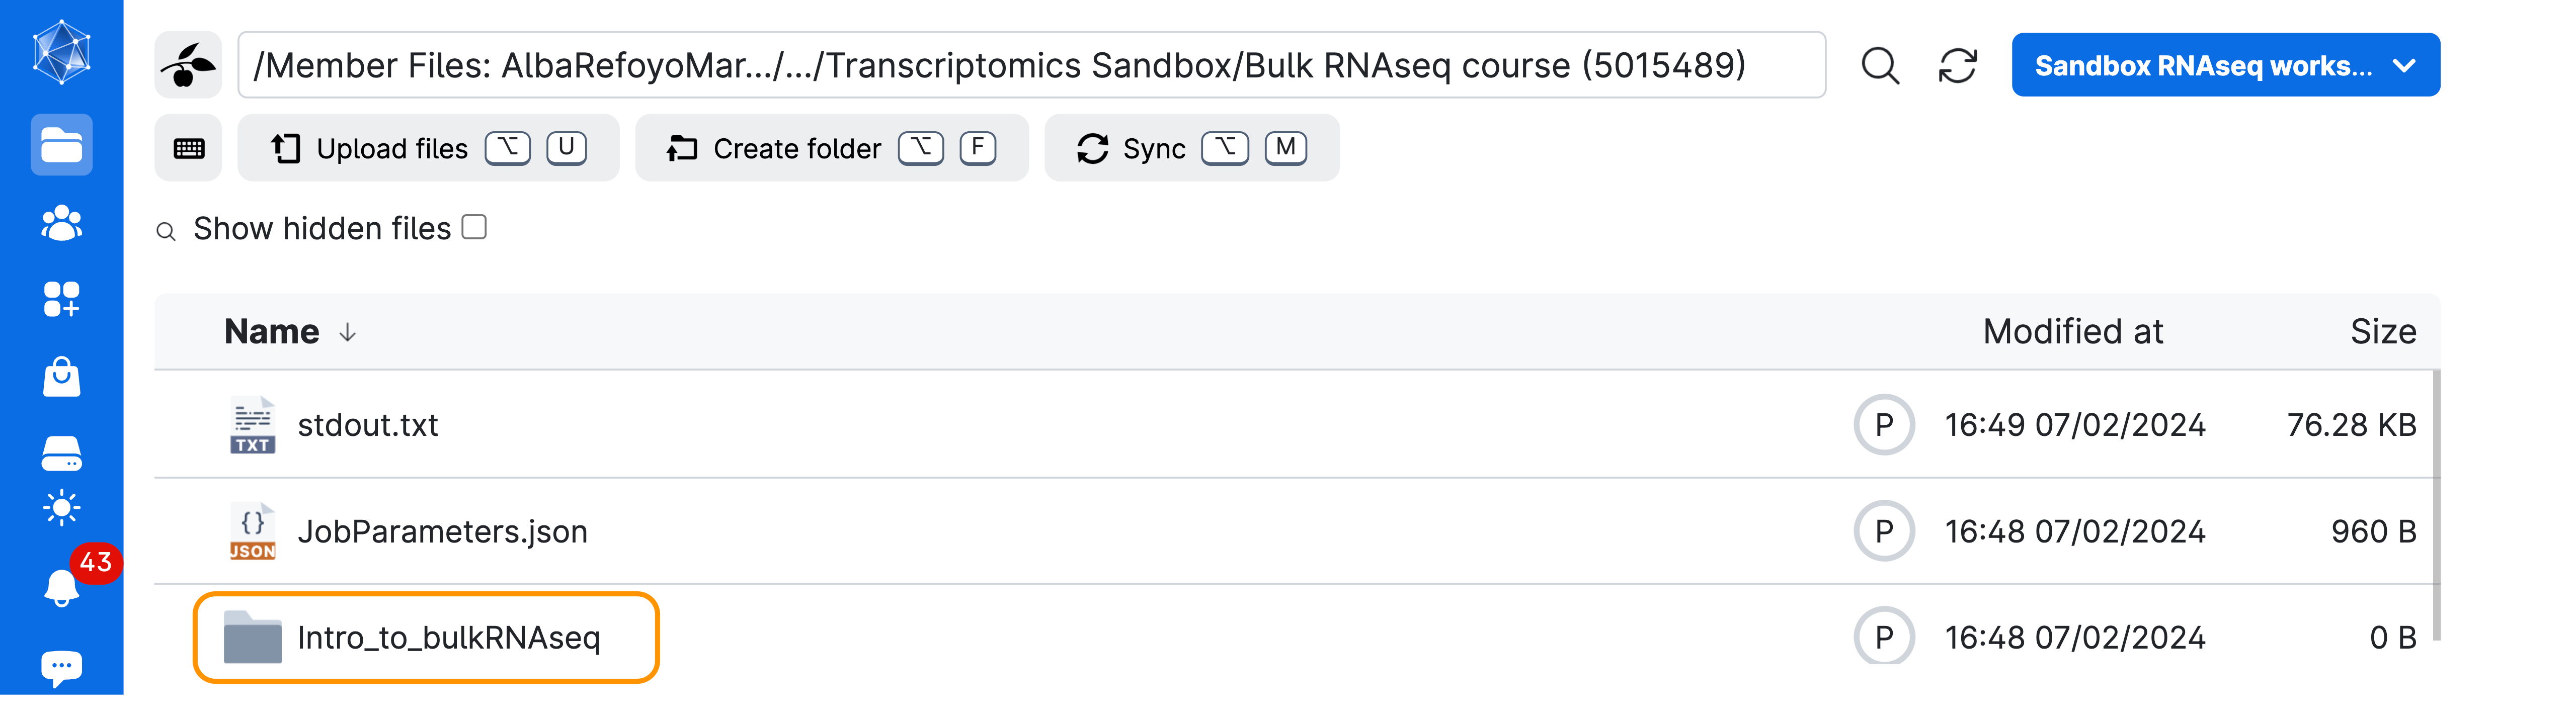 /Member Files: AlbaRefoyoMar.../.../Transcriptomics Sandbox/Bulk RNAseq course (5015489)
Sandbox RNAseq works...
Upload files ⌥ U
Create folder ⌥ F
Sync ⌥ M
Show hidden files
Name ↓ Modified at Size
TXT stdout.txt P 16:49 07/02/2024 76.28 KB
{} JSON JobParameters.json P 16:48 07/02/2024 960 B
Intro_to_bulkRNAseq P 16:48 07/02/2024 0 B
43